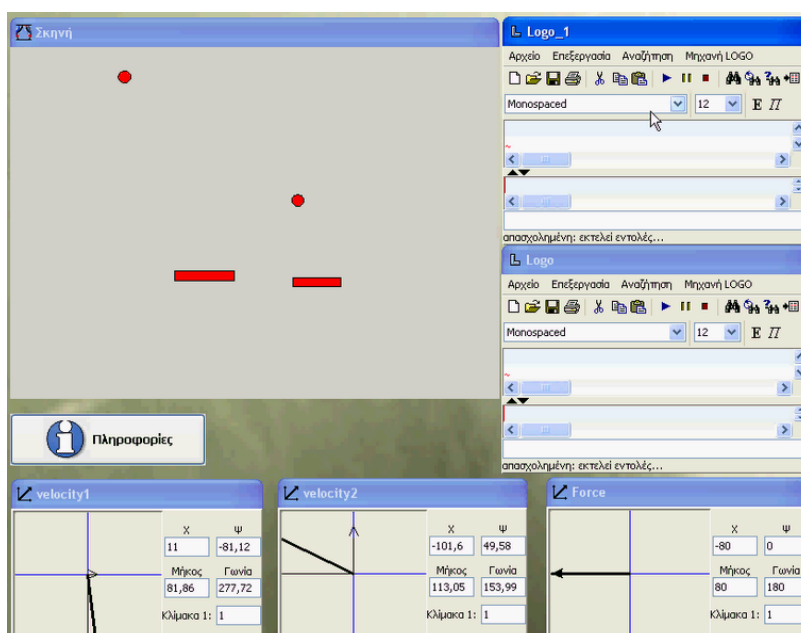 Σκηνή
Logo_1
Αρχείο Επεξεργασία Αναζήτηση Μηχανή LOGO
Monospaced 12 E Π
~
απασχολημένη: εκτελεί εντολές...
Logo
Αρχείο Επεξεργασία Αναζήτηση Μηχανή LOGO
Monospaced 12 E Π
~
απασχολημένη: εκτελεί εντολές...
Πληροφορίες
velocity1
X Ψ
11 -81,12
Μήκος Γωνία
81,86 277,72
Κλίμακα 1: 1
velocity2
X Ψ
-101,6 49,58
Μήκος Γωνία
113,05 153,99
Κλίμακα 1: 1
Force
X Ψ
-80 0
Μήκος Γωνία
80 180
Κλίμακα 1: 1